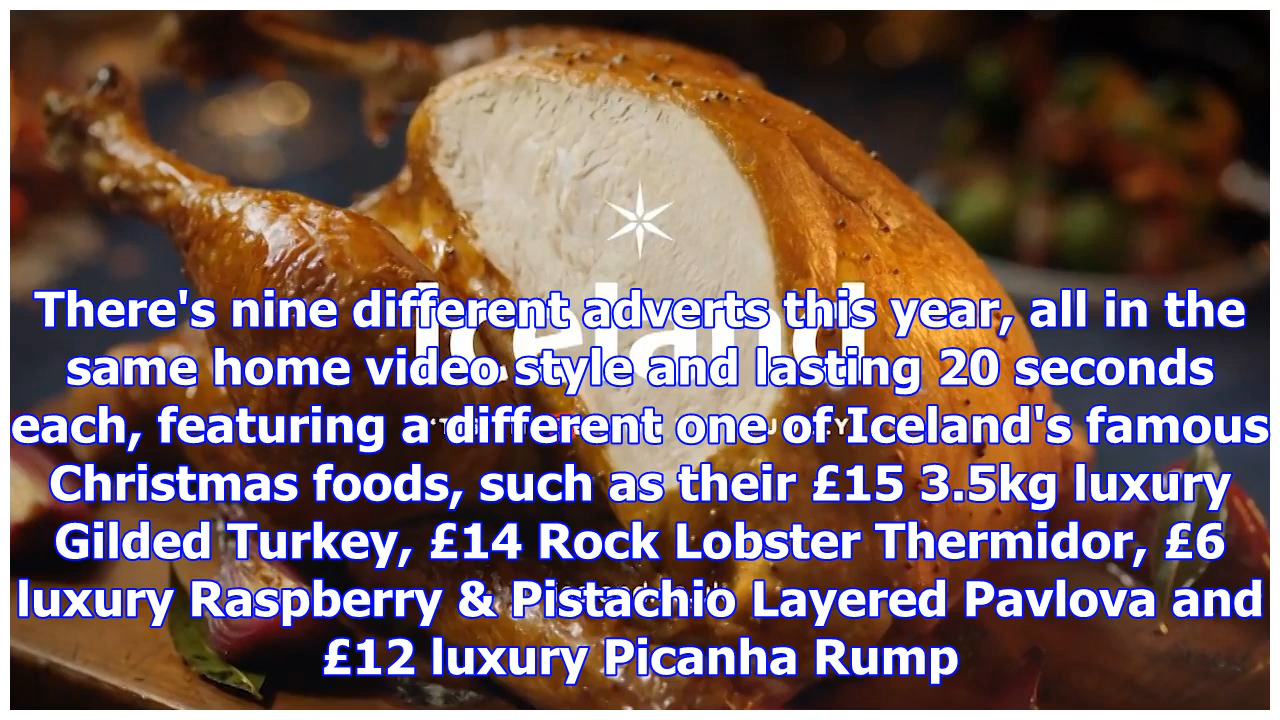 Iceland
There's nine different adverts this year, all in the
same home video style and lasting 20 seconds
each, featuring a different one of Iceland's famous
Christmas foods, such as their £15 3.5kg luxury
Gilded Turkey, £14 Rock Lobster Thermidor, £6
luxury Raspberry & Pistachio Layered Pavlova and
£12 luxury Picanha Rump